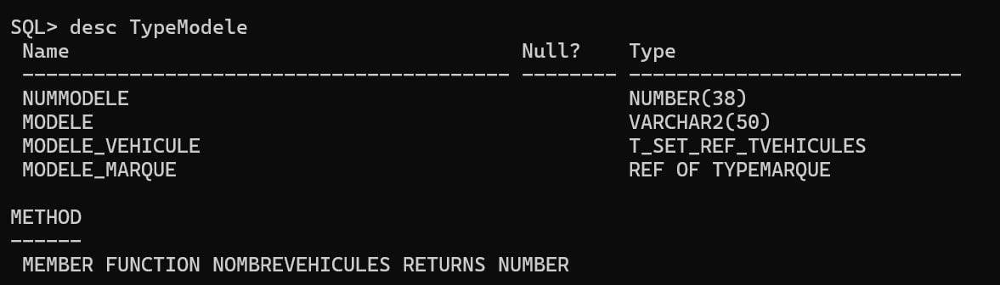 SQL> desc TypeModele
Name Null? Type
----------------------------------------- -------- ----------------------------
NUMMODELE NUMBER(38)
MODELE VARCHAR2(50)
MODELE_VEHICULE T_SET_REF_TVEHICULES
MODELE_MARQUE REF OF TYPEMARQUE
METHOD
------
MEMBER FUNCTION NOMBREVEHICULES RETURNS NUMBER